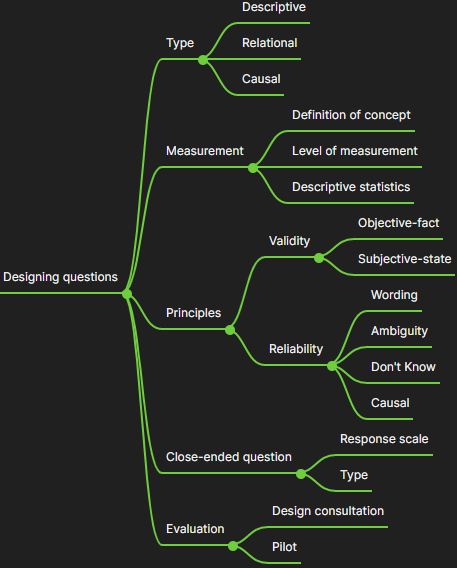 Designing questions
Type
Descriptive
Relational
Causal
Measurement
Definition of concept
Level of measurement
Descriptive statistics
Principles
Validity
Objective-fact
Subjective-state
Reliability
Wording
Ambiguity
Don't Know
Causal
Close-ended question
Response scale
Type
Evaluation
Design consultation
Pilot